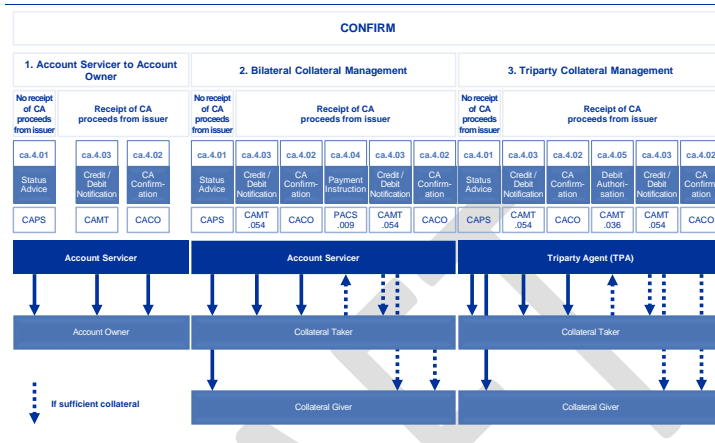 CONFIRM
1. Account Servicer to Account
Owner
2. Bilateral Collateral Management
3. Triparty Collateral Management
No receipt
of CA
proceeds
from issuer
Receipt of CA
proceeds from issuer
No receipt
of CA
proceeds
from issuer
Receipt of CA
proceeds from issuer
No receipt
of CA
proceeds
from issuer
Receipt of CA
proceeds from issuer
ca.4.01 ca.4.03 ca.4.02 ca.4.01 ca.4.03 ca.4.02 ca.4.04 ca.4.03 ca.4.02 ca.4.01 ca.4.03 ca.4.02 ca.4.05 ca.4.03 ca.4.02
Status
Advice
Credit /
Debit
Notification
CA
Confirm-
ation
Status
Advice
Credit /
Debit
Notification
CA
Confirm-
ation
Payment
Instruction
Credit /
Debit
Notification
CA
Confirm-
ation
Status
Advice
Credit /
Debit
Notification
CA
Confirm-
ation
Debit
Authori-
sation
Credit /
Debit
Notification
CA
Confirm-
ation
CAPS
CAMT
CACO
CAPS
CAMT
.054
CACO
PACS
.009
CAMT
.054
CACO
CAPS
CAMT
.054
CACO
CAMT
.036
CAMT
.054
CACO
Account Servicer
Account Servicer
Triparty Agent (TPA)
Account Owner
Collateral Taker
Collateral Taker
If sufficient collateral
Collateral Giver
Collateral Giver